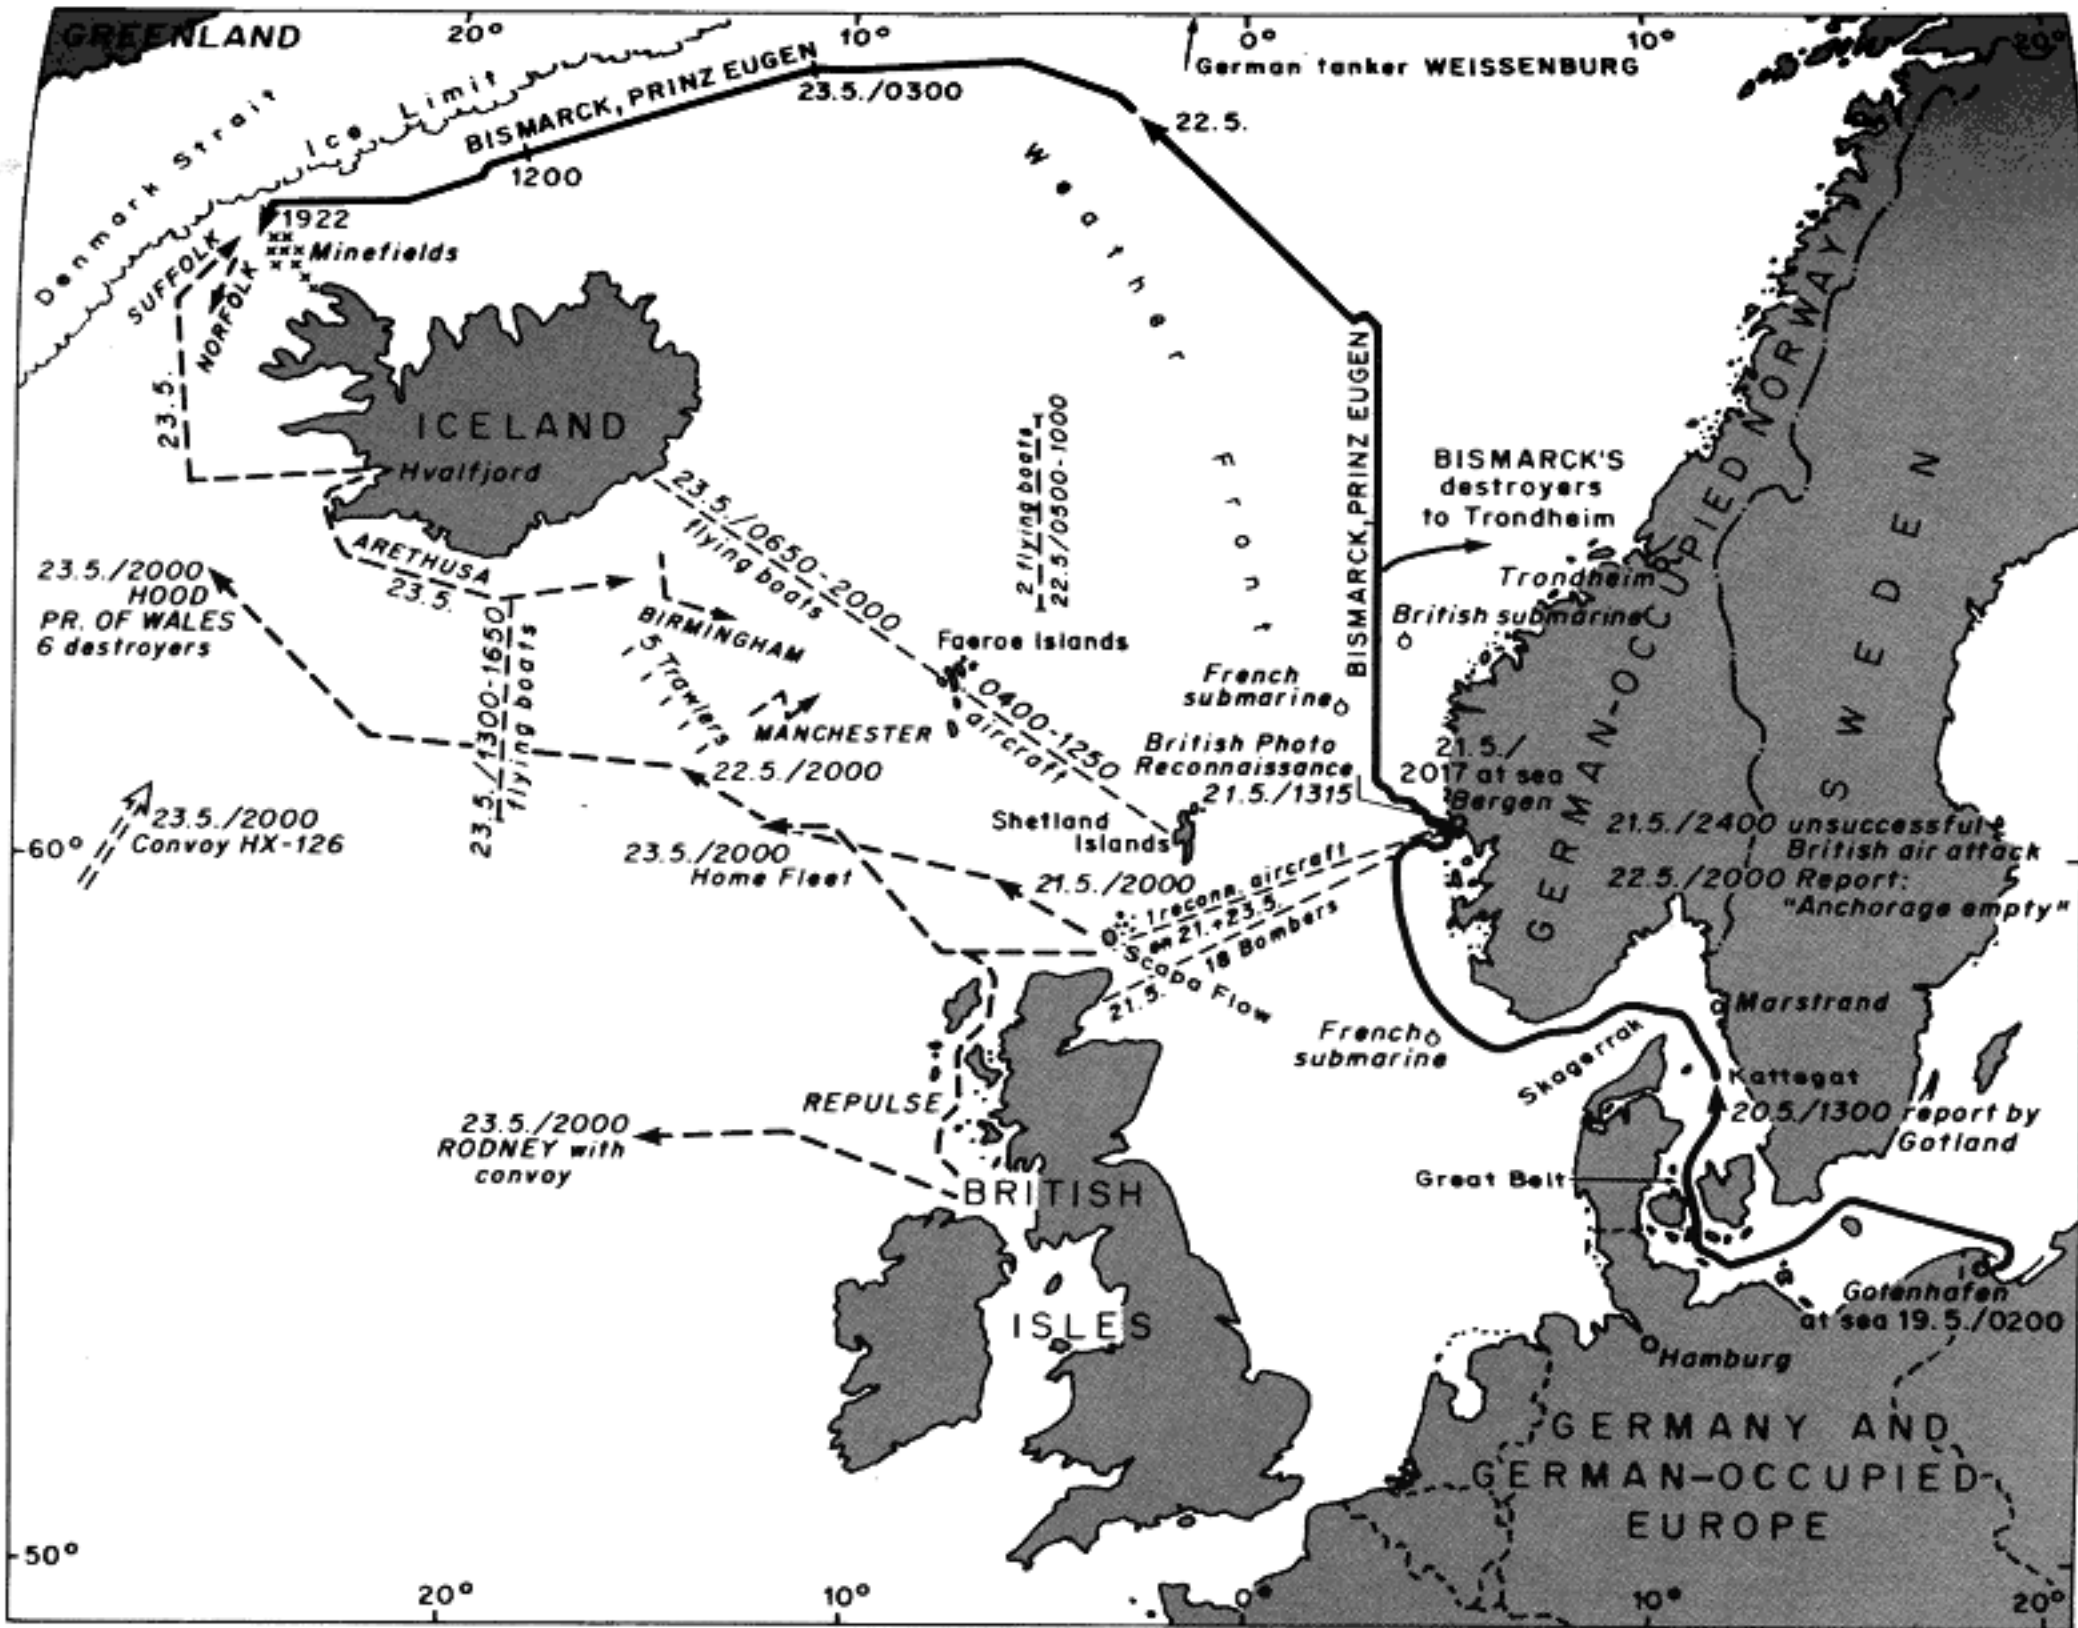 GREENLAND
20°
10°
0°
10°
20°
German tanker WEISSENBURG
Denmark Strait
Ice Limit
BISMARCK, PRINZ EUGEN
23.5./0300
22.5.
1200
1922
Minefields
SUFFOLK
NORFOLK
23.5.
Weather Front
ICELAND
Hvalfjord
2 flying boats
22.5/0500-1000
BISMARCK, PRINZ EUGEN
BISMARCK'S
destroyers
to Trondheim
GERMAN-OCCUPIED NORWAY
SWEDEN
23.5./0650-2000
flying boats
ARETHUSA
23.5.
23.5./2000
HOOD
PR. OF WALES
6 destroyers
Trondheim
British submarine
BIRMINGHAM
5 Trawlers
Faeroe Islands
French
submarine
0400-1250
aircraft
MANCHESTER
23.5./1300-1650
flying boats
22.5./2000
British Photo
Reconnaissance
21.5./1315
21.5./
2017 at sea
Bergen
23.5./2000
Convoy HX-126
Shetland
Islands
21.5./2400 unsuccessful
British air attack
22.5./2000 Report:
"Anchorage empty"
60°
23.5./2000
Home Fleet
21.5./2000
1 reconn. aircraft
on 21.+23.5.
18 Bombers
21.5.
Scapa Flow
Marstrand
French
submarine
Skagerrak
Kattegat
20.5./1300 report by
Gotland
REPULSE
23.5./2000
RODNEY with
convoy
Great Belt
BRITISH
ISLES
Gotenhafen
at sea 19.5./0200
Hamburg
GERMANY AND
GERMAN-OCCUPIED
EUROPE
50°
20°
10°
0°
10°
20°